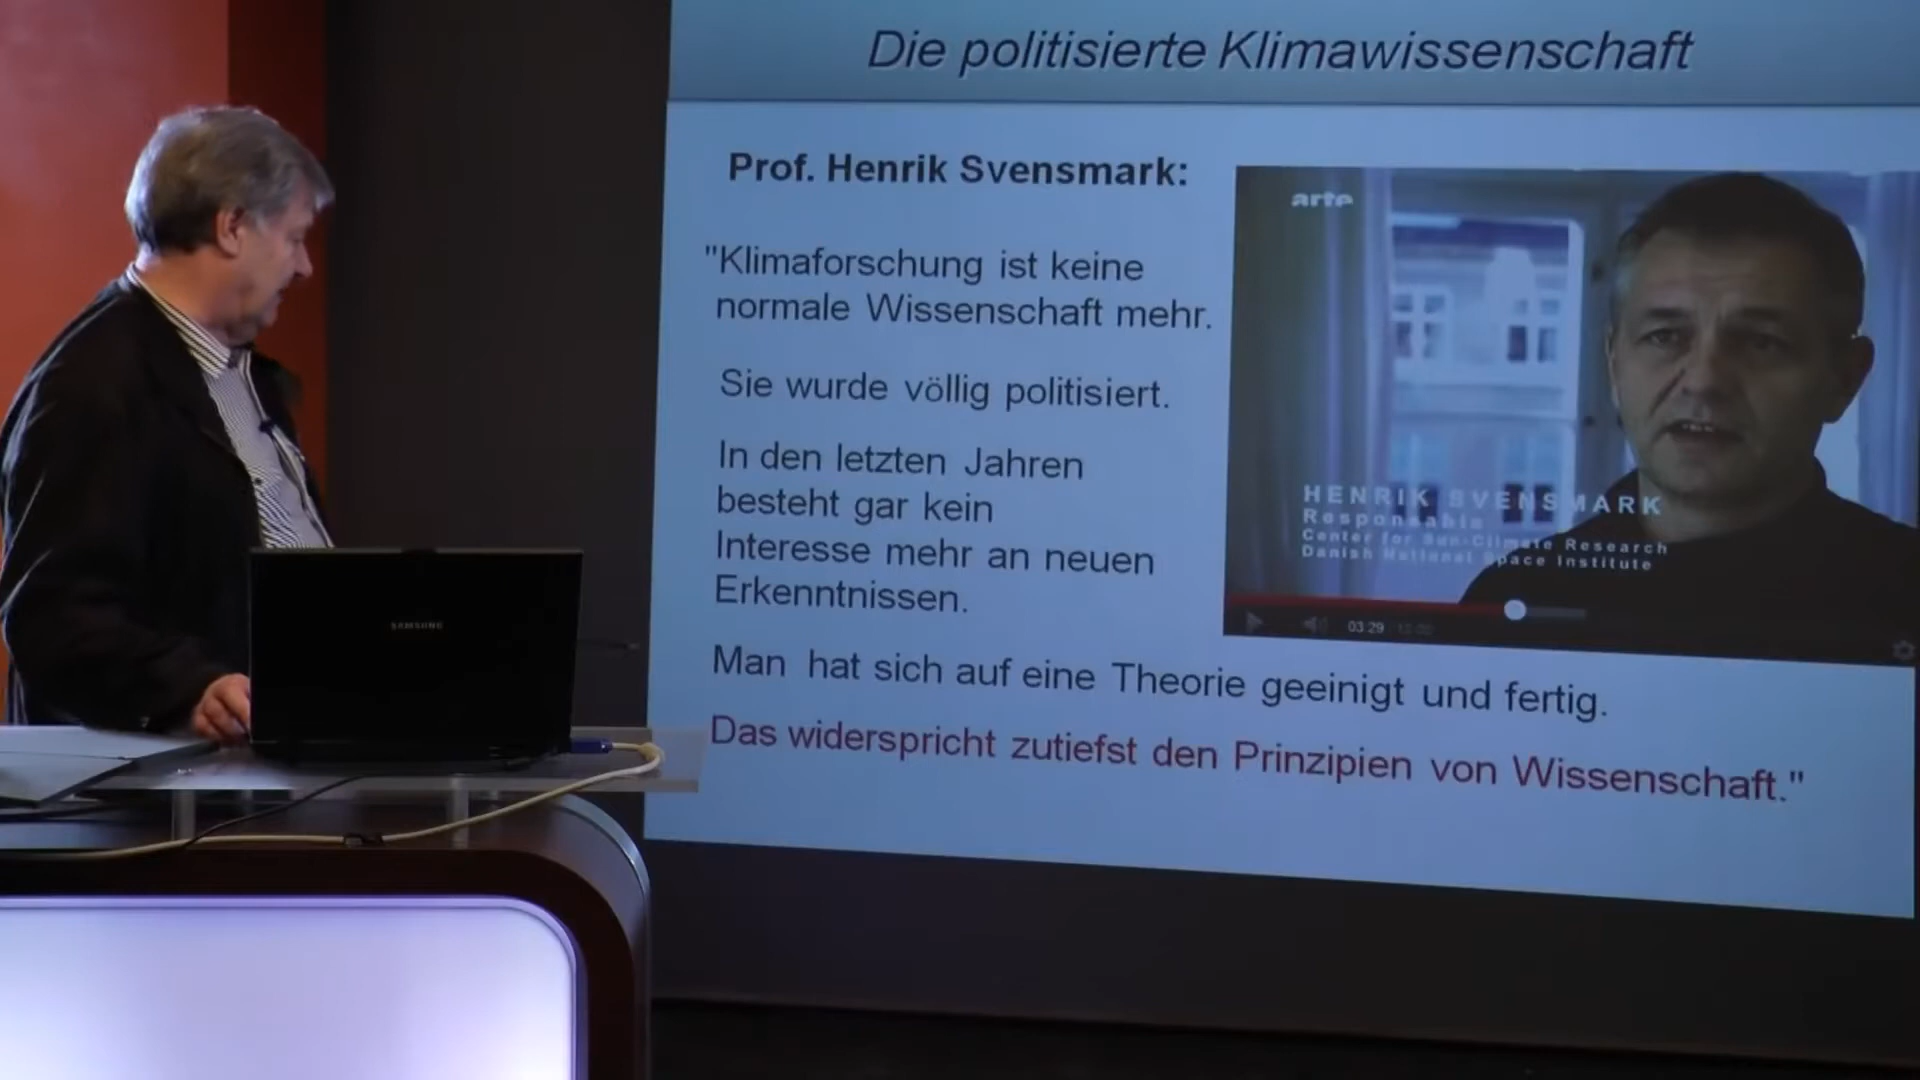 Die politisierte Klimawissenschaft
Prof. Henrik Svensmark:
"Klimaforschung ist keine
normale Wissenschaft mehr.
Sie wurde völlig politisiert.
In den letzten Jahren
besteht gar kein
Interesse mehr an neuen
Erkenntnissen.
Man hat sich auf eine Theorie geeinigt und fertig.
Das widerspricht zutiefst den Prinzipien von Wissenschaft."
arte
HENRIK SVENSMARK
Responsable
Center for Sun-Climate Research
Danish National Space Institute
03:29
SAMSUNG